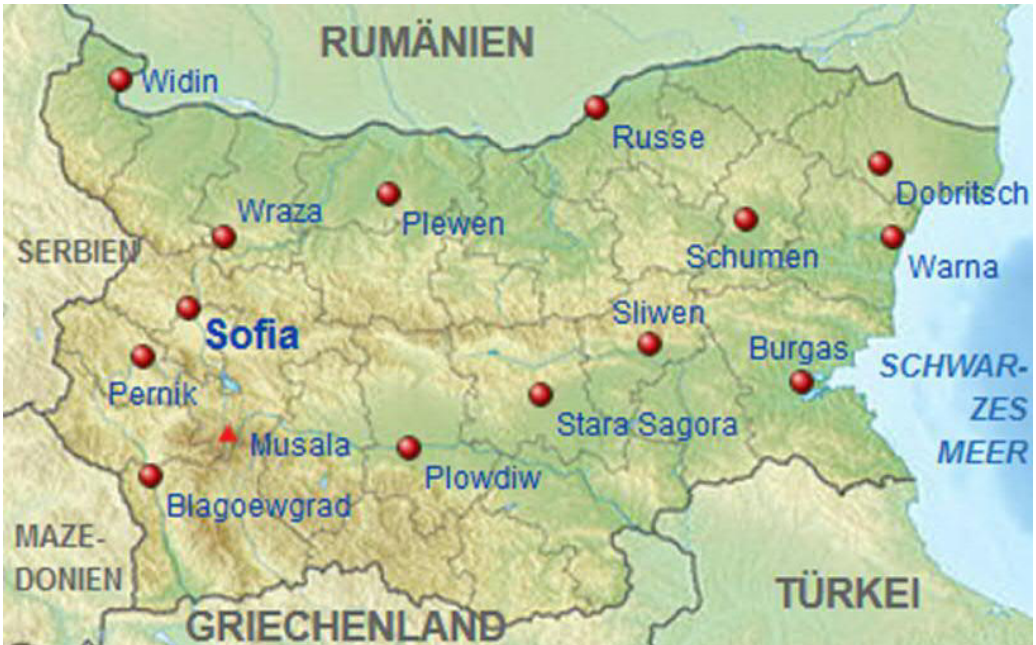 RUMÄNIEN
Widin
Russe
Dobritsch
Wraza
Plewen
SERBIEN
Schumen
Warna
Sliwen
Sofia
Burgas
SCHWAR-
ZES
MEER
Pernik
Stara Sagora
Musala
Plowdiw
Blagoewgrad
MAZE-
DONIEN
TÜRKEI
GRIECHENLAND